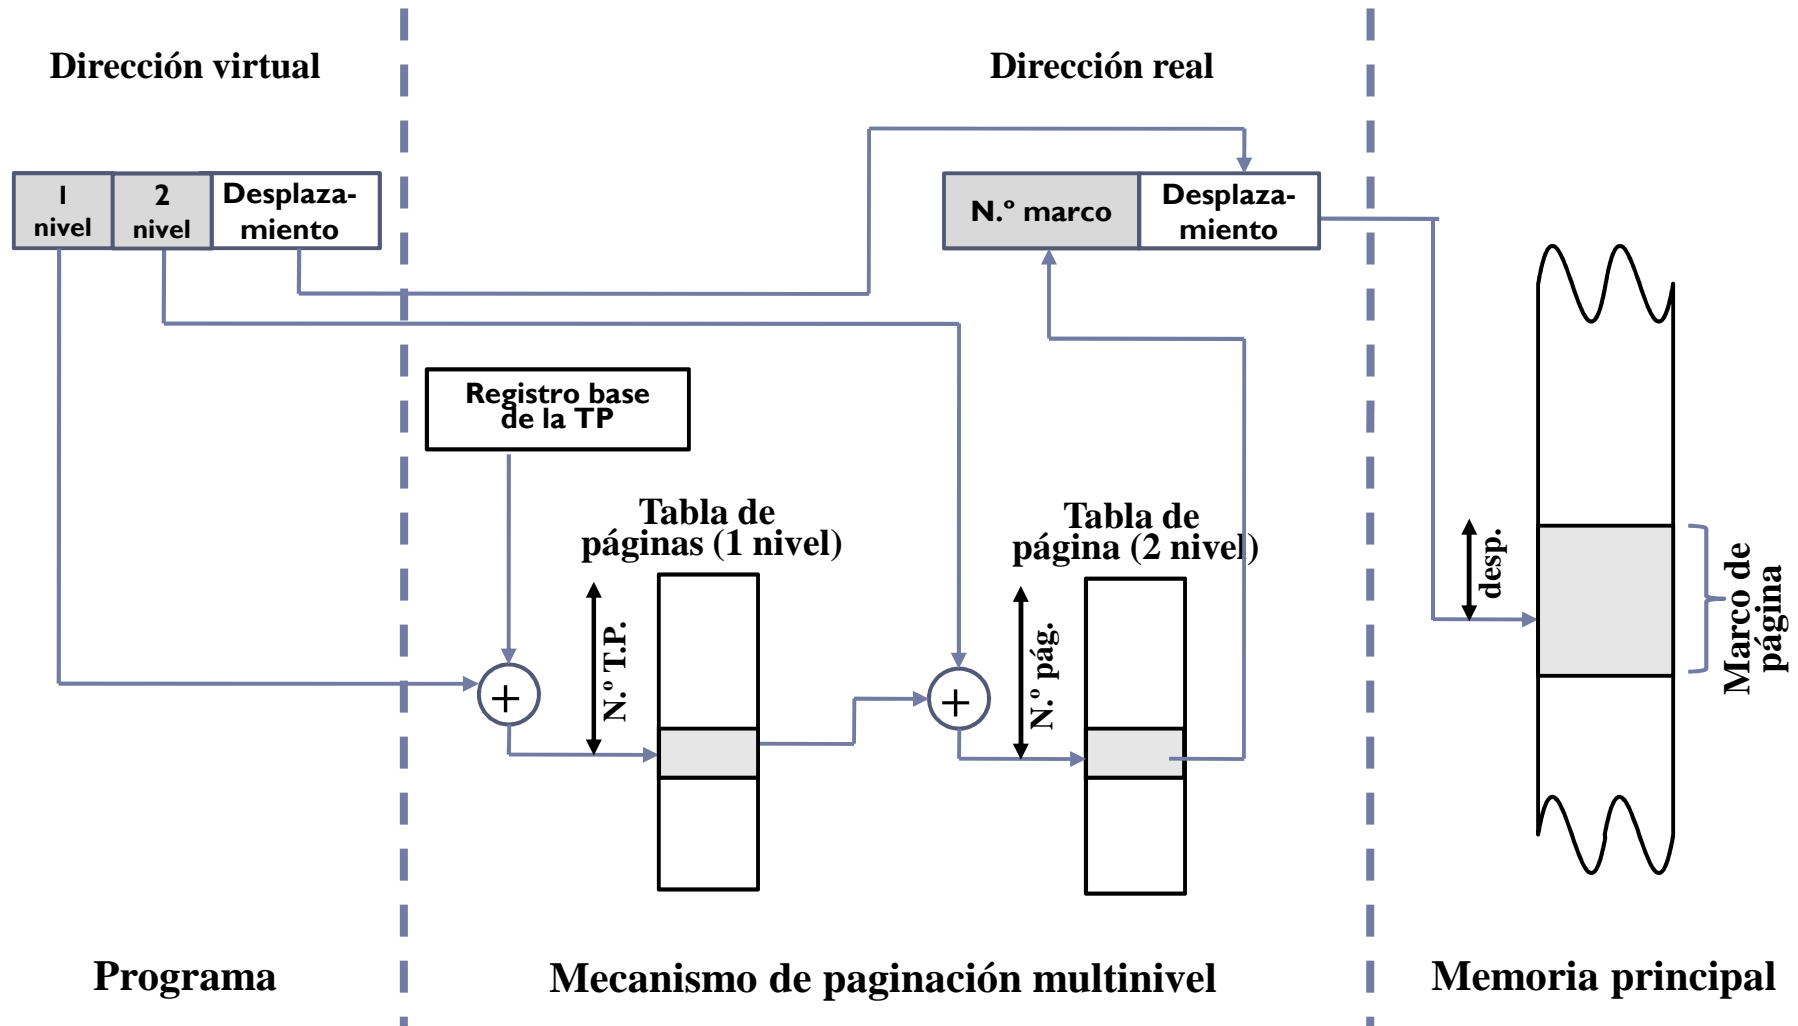 Dirección virtual
Dirección real
1
nivel
2
nivel
Desplaza-
miento
N.º marco
Desplaza-
miento
Registro base
de la TP
Tabla de
páginas (1 nivel)
Tabla de
página (2 nivel)
N.º T.P.
+
N.º pág.
+
desp.
Marco de
página
Programa
Mecanismo de paginación multinivel
Memoria principal